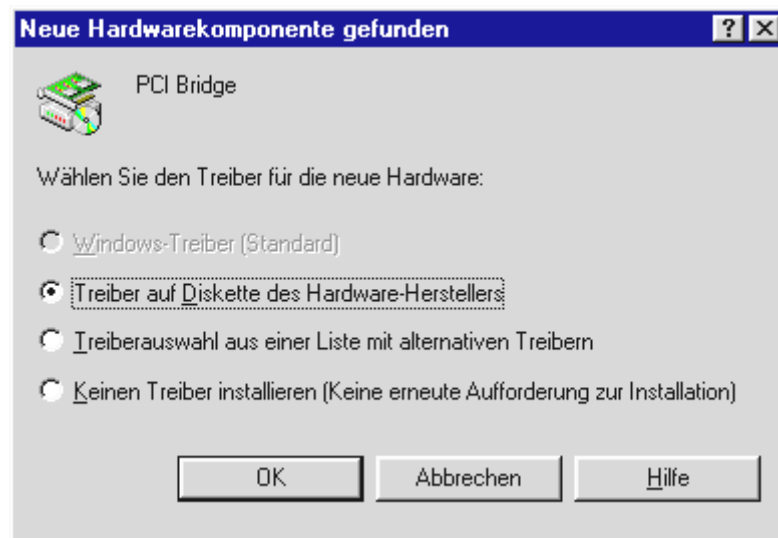 Neue Hardwarekomponente gefunden
PCI Bridge
Wählen Sie den Treiber für die neue Hardware:
Windows-Treiber (Standard)
Treiber auf Diskette des Hardware-Herstellers
Treiberauswahl aus einer Liste mit alternativen Treibern
Keinen Treiber installieren (Keine erneute Aufforderung zur Installation)
OK Abbrechen Hilfe